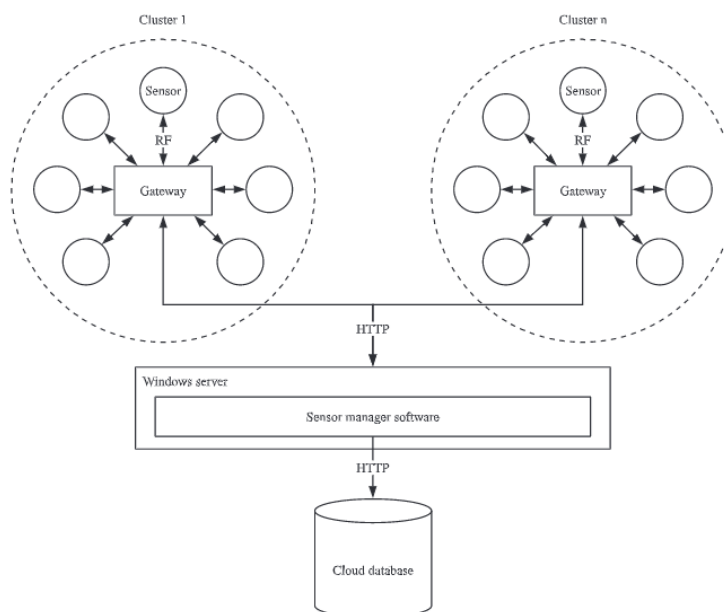 Cluster 1
Cluster n
Sensor
Sensor
RF
RF
Gateway
Gateway
HTTP
Windows server
Sensor manager software
HTTP
Cloud database